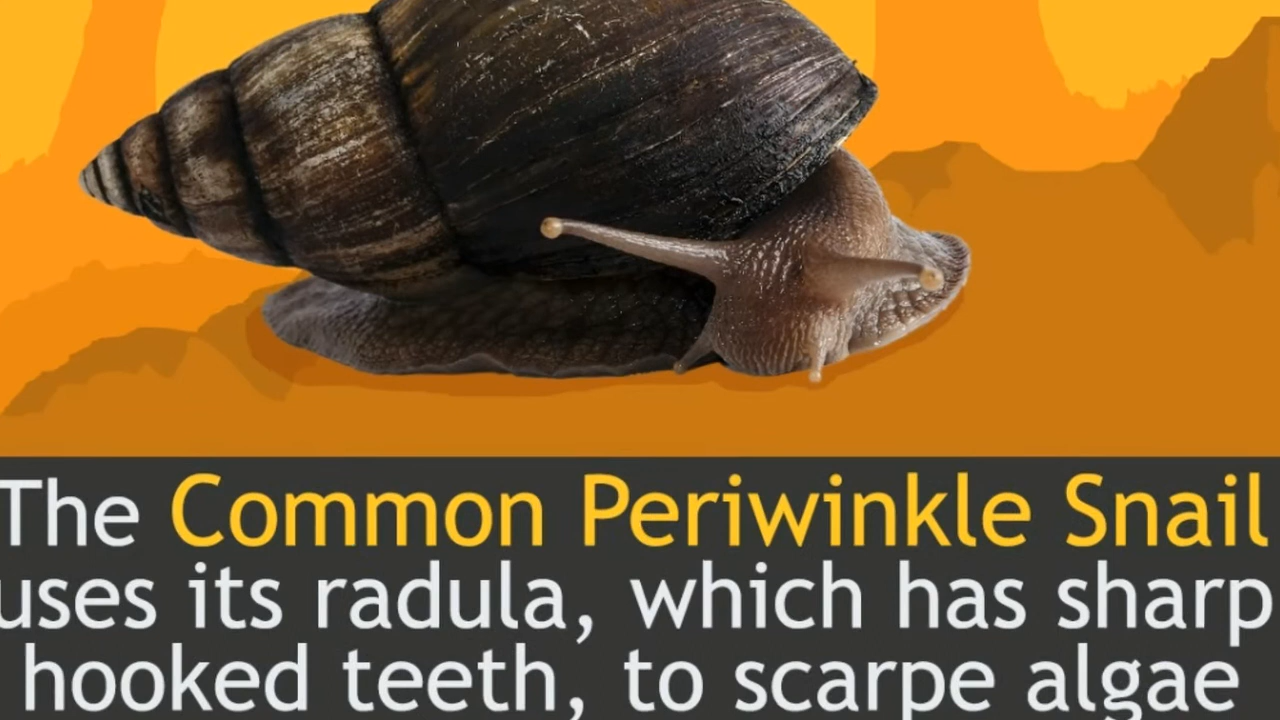 The Common Periwinkle Snail
uses its radula, which has sharp
hooked teeth, to scarpe algae